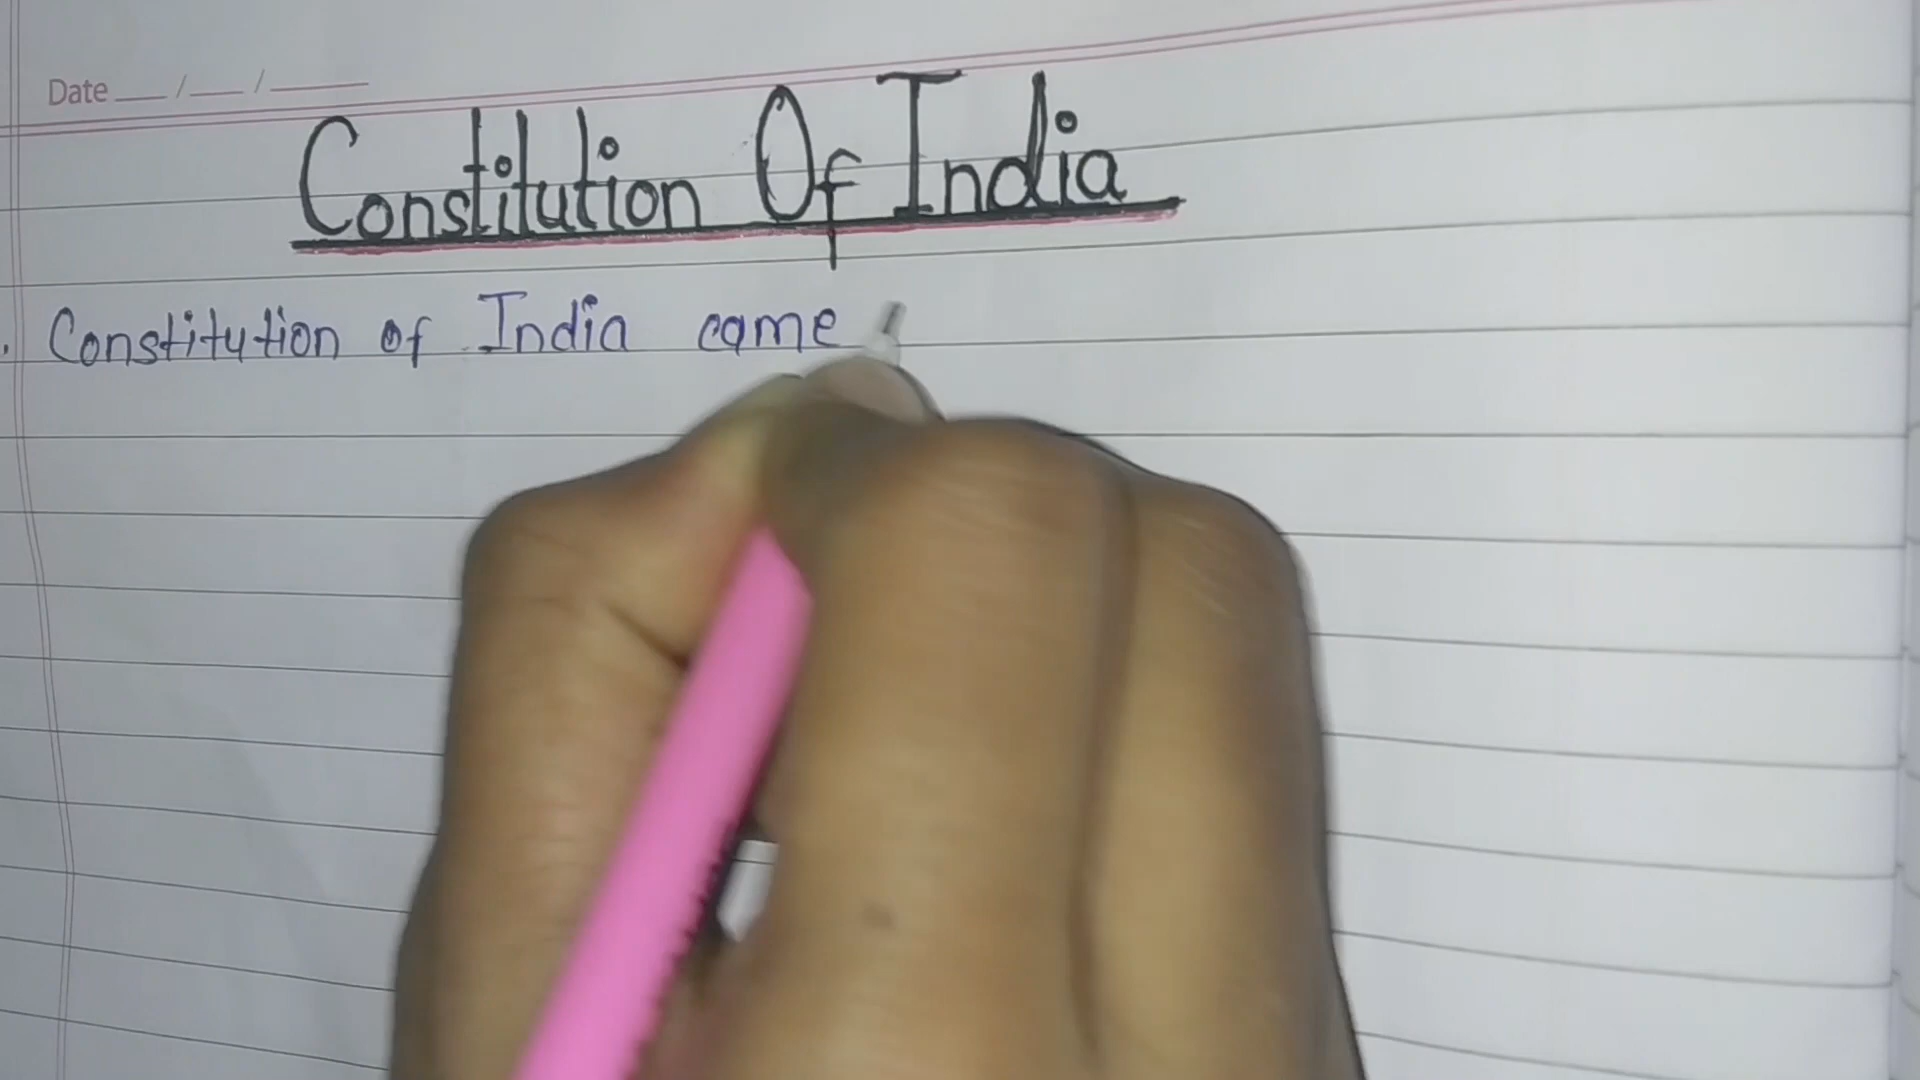 Date __/__/____
Constitution Of India
. Constitution of India came